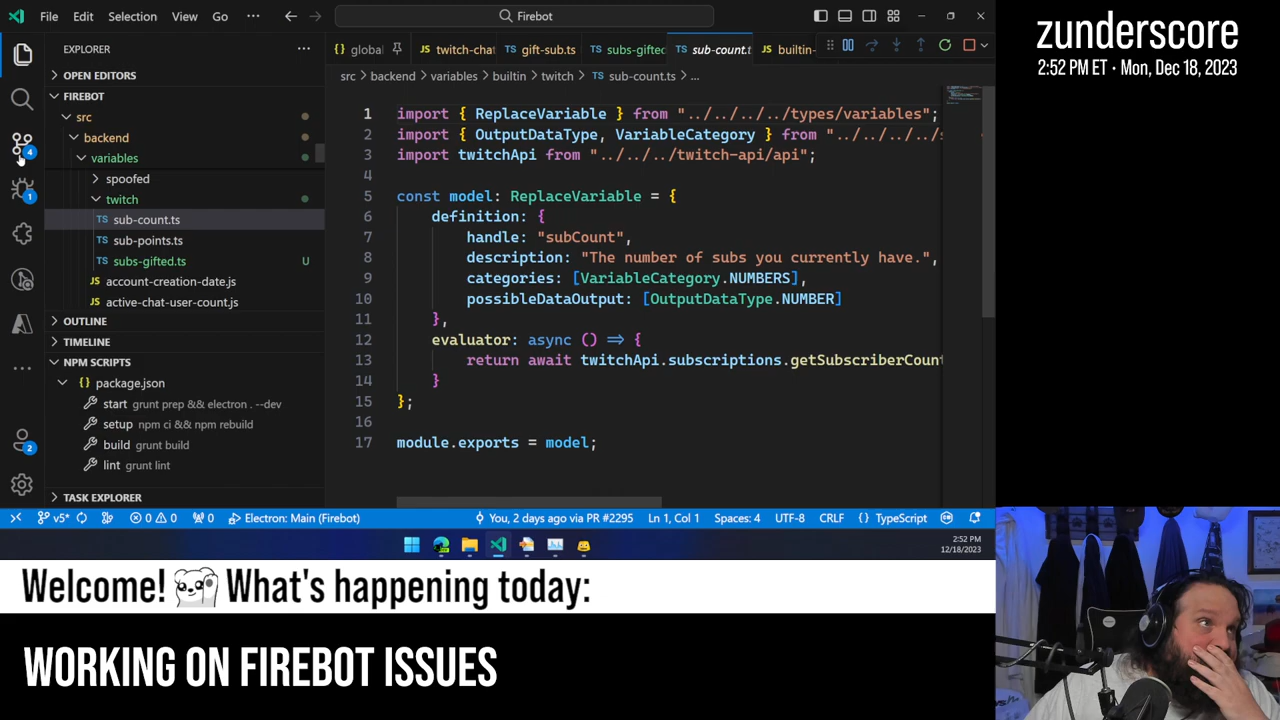 File Edit Selection View Go ··· Firebot
EXPLORER ···
OPEN EDITORS
FIREBOT
src
backend
variables
spoofed
twitch
sub-count.ts
sub-points.ts
subs-gifted.ts U
account-creation-date.js
active-chat-user-count.js
OUTLINE
TIMELINE
NPM SCRIPTS
package.json
start grunt prep && electron . --dev
setup npm ci && npm rebuild
build grunt build
lint grunt lint
TASK EXPLORER
4
1
2
global twitch-chat gift-sub.ts subs-gifted sub-count.t builtin-
src > backend > variables > builtin > twitch > sub-count.ts > ...
1 import { ReplaceVariable } from "../../../../types/variables";
2 import { OutputDataType, VariableCategory } from "../../../../s
3 import twitchApi from "../../../twitch-api/api";
4
5 const model: ReplaceVariable = {
6 definition: {
7 handle: "subCount",
8 description: "The number of subs you currently have.",
9 categories: [VariableCategory.NUMBERS],
10 possibleDataOutput: [OutputDataType.NUMBER]
11 },
12 evaluator: async () => {
13 return await twitchApi.subscriptions.getSubscriberCount
14 }
15 };
16
17 module.exports = model;
v5* 0 0 0 Electron: Main (Firebot) You, 2 days ago via PR #2295 Ln 1, Col 1 Spaces: 4 UTF-8 CRLF { } TypeScript
2:52 PM
12/18/2023
zunderscore
2:52 PM ET • Mon, Dec 18, 2023
Welcome! What's happening today:
WORKING ON FIREBOT ISSUES